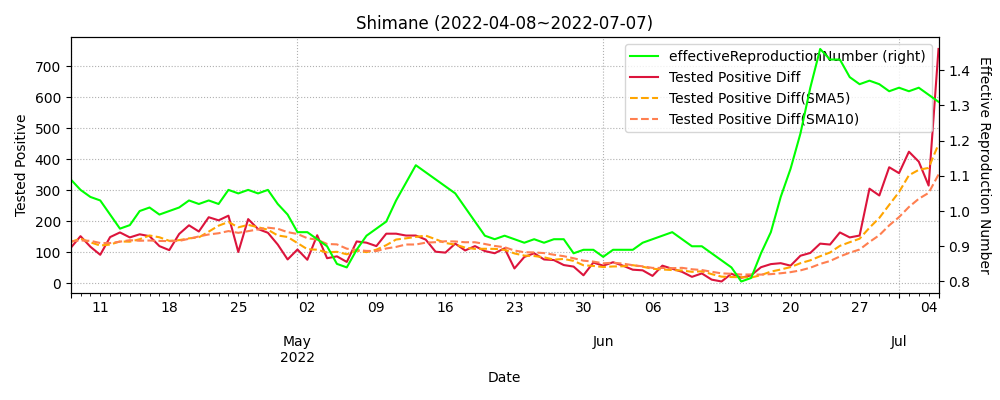 Shimane (2022-04-08~2022-07-07)
effectiveReproductionNumber (right)
Tested Positive Diff
Tested Positive Diff(SMA5)
Tested Positive Diff(SMA10)
Tested Positive
700
600
500
400
300
200
100
0
1.4
1.3
1.2
1.1
1.0
0.9
0.8
Effective Reproduction Number
11 18 25 02 09 16 23 30 06 13 20 27 04
May Jun Jul
2022
Date